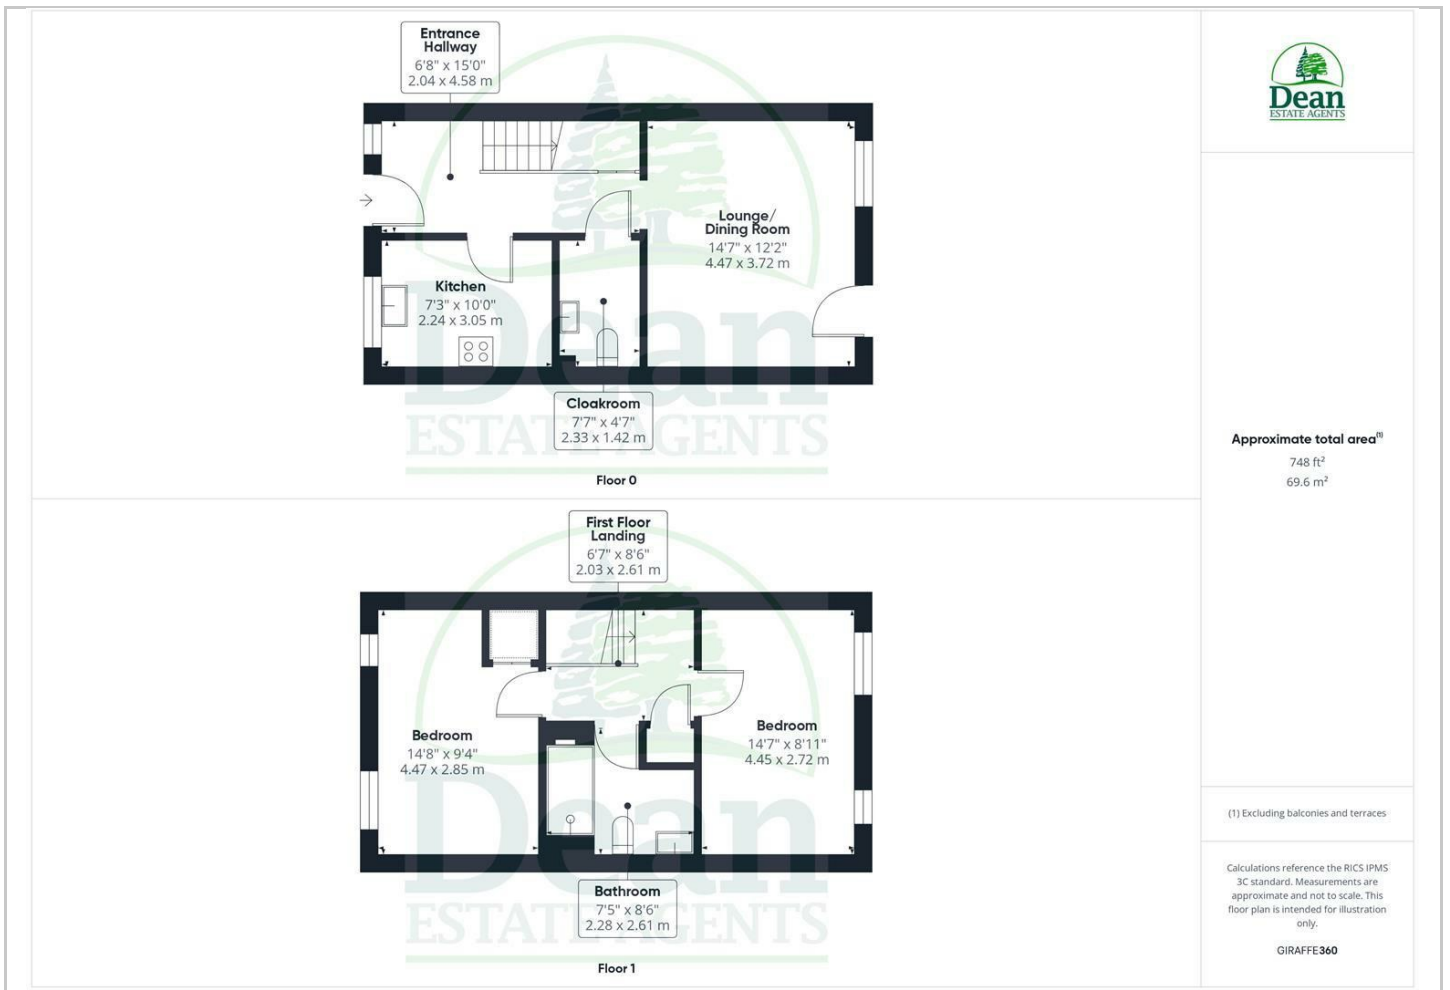 Entrance
Hallway
6'8" x 15'0"
2.04 x 4.58 m
Lounge/
Dining Room
14'7" x 12'2"
4.47 x 3.72 m
Kitchen
7'3" x 10'0"
2.24 x 3.05 m
Cloakroom
7'7" x 4'7"
2.33 x 1.42 m
Dean
ESTATE AGENTS
Floor 0
First Floor
Landing
6'7" x 8'6"
2.03 x 2.61 m
Bedroom
14'8" x 9'4"
4.47 x 2.85 m
Bedroom
14'7" x 8'11"
4.45 x 2.72 m
Bathroom
7'5" x 8'6"
2.28 x 2.61 m
Dean
ESTATE AGENTS
Floor 1
Dean
ESTATE AGENTS
Approximate total area⁽¹⁾
748 ft²
69.6 m²
(1) Excluding balconies and terraces
Calculations reference the RICS IPMS
3C standard. Measurements are
approximate and not to scale. This
floor plan is intended for illustration
only.
GIRAFFE360